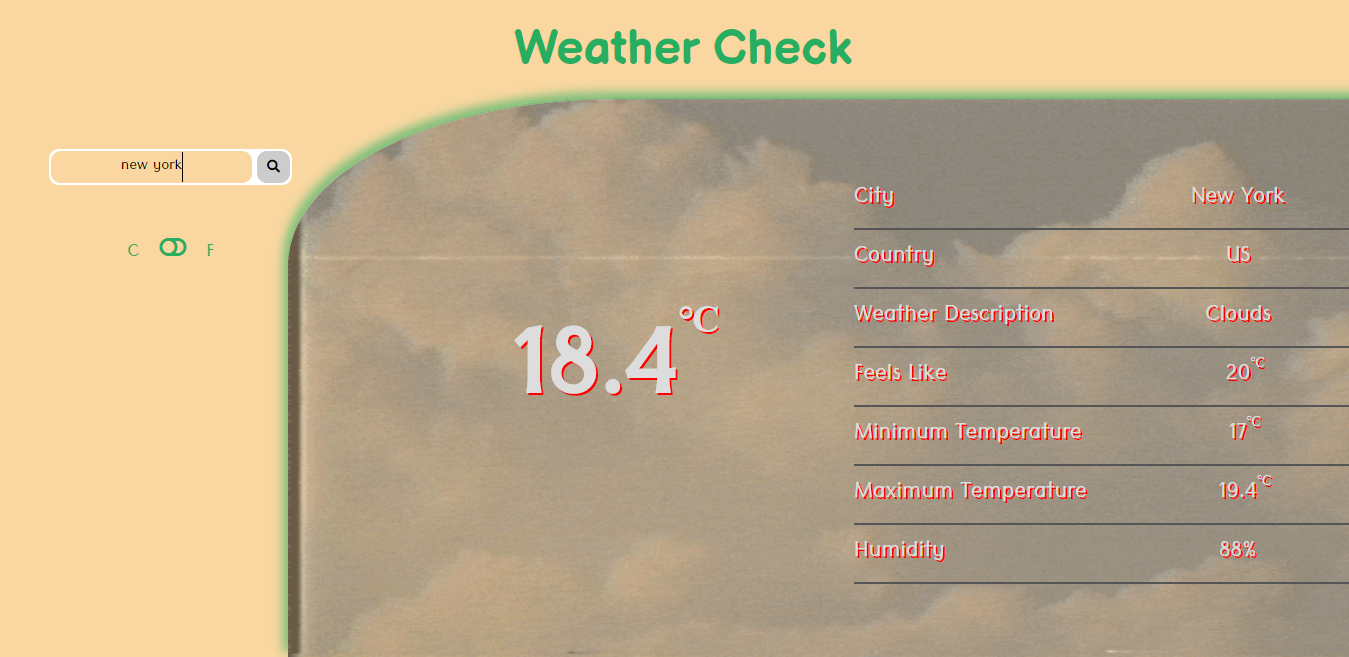 Weather Check
new york
C F
18.4°C
City New York
Country US
Weather Description Clouds
Feels Like 20°C
Minimum Temperature 17°C
Maximum Temperature 19.4°C
Humidity 88%